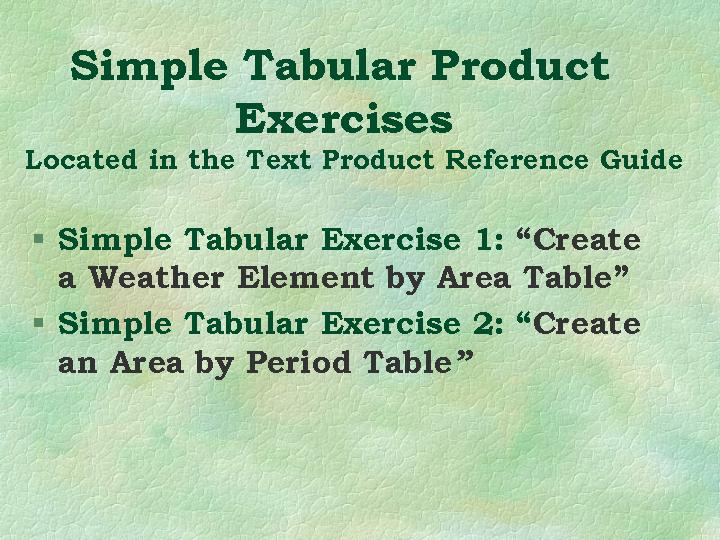 Simple Tabular Product
Exercises
Located in the Text Product Reference Guide
§ Simple Tabular Exercise 1: “Create
a Weather Element by Area Table”
§ Simple Tabular Exercise 2: “Create
an Area by Period Table”